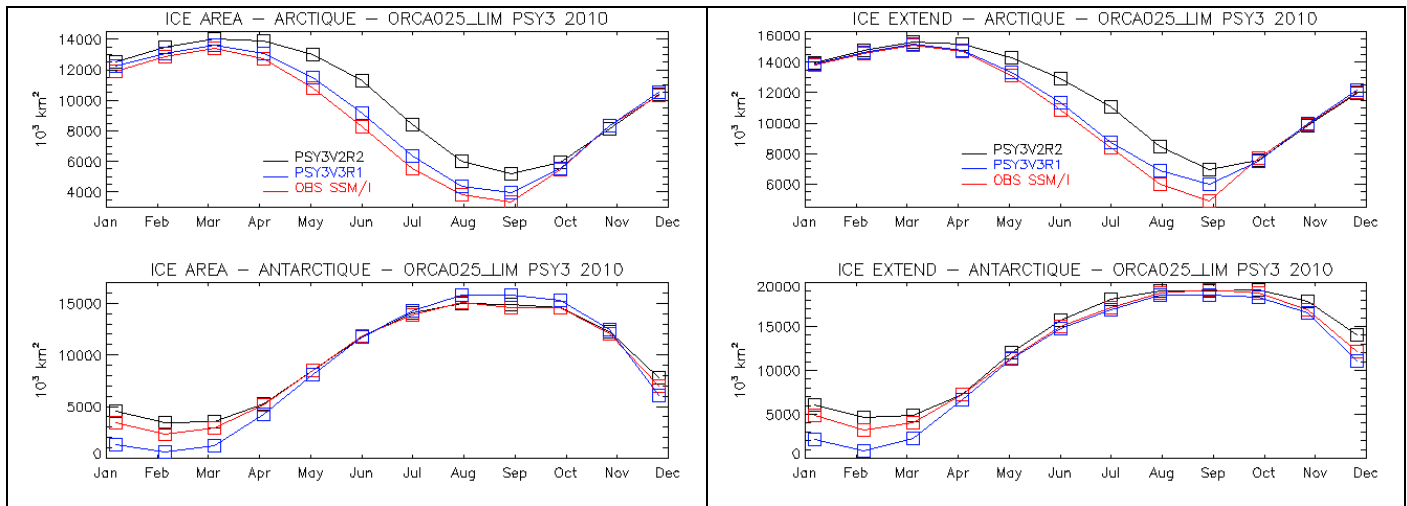 ICE AREA – ARCTIQUE – ORCA025_LIM PSY3 2010
14000
12000
10000
8000
6000
4000
10³ km²
PSY3V2R2
PSY3V3R1
OBS SSM/I
Jan Feb Mar Apr May Jun Jul Aug Sep Oct Nov Dec
ICE EXTEND – ARCTIQUE – ORCA025_LIM PSY3 2010
16000
14000
12000
10000
8000
6000
10³ km²
PSY3V2R2
PSY3V3R1
OBS SSM/I
Jan Feb Mar Apr May Jun Jul Aug Sep Oct Nov Dec
ICE AREA – ANTARCTIQUE – ORCA025_LIM PSY3 2010
15000
10000
5000
0
10³ km²
Jan Feb Mar Apr May Jun Jul Aug Sep Oct Nov Dec
ICE EXTEND – ANTARCTIQUE – ORCA025_LIM PSY3 2010
20000
15000
10000
5000
0
10³ km²
Jan Feb Mar Apr May Jun Jul Aug Sep Oct Nov Dec